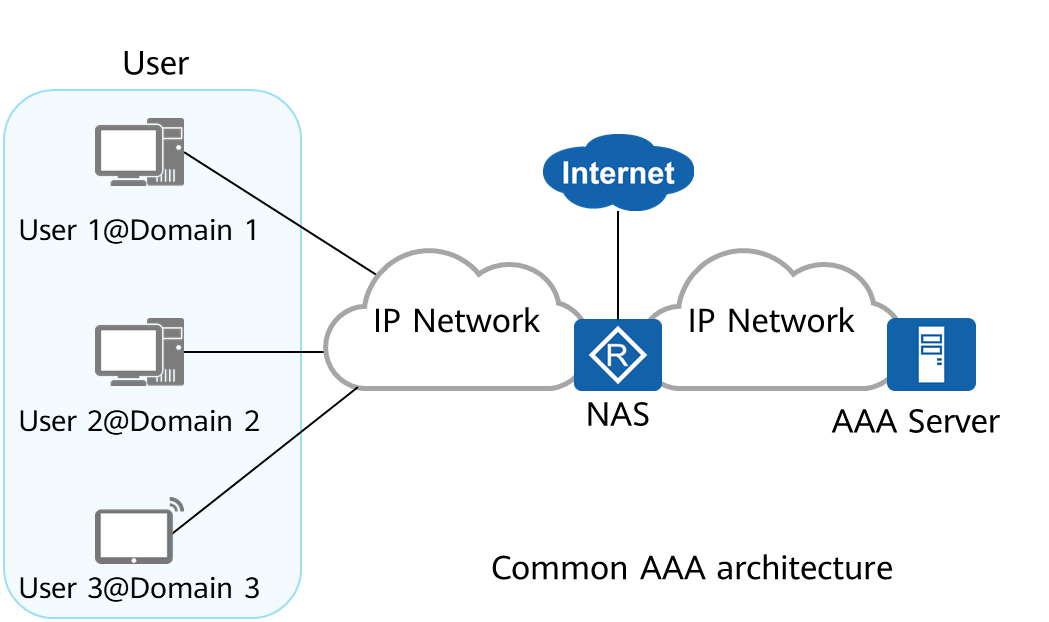 User
User 1@Domain 1
User 2@Domain 2
User 3@Domain 3
Internet
IP Network
IP Network
R
NAS
AAA Server
Common AAA architecture